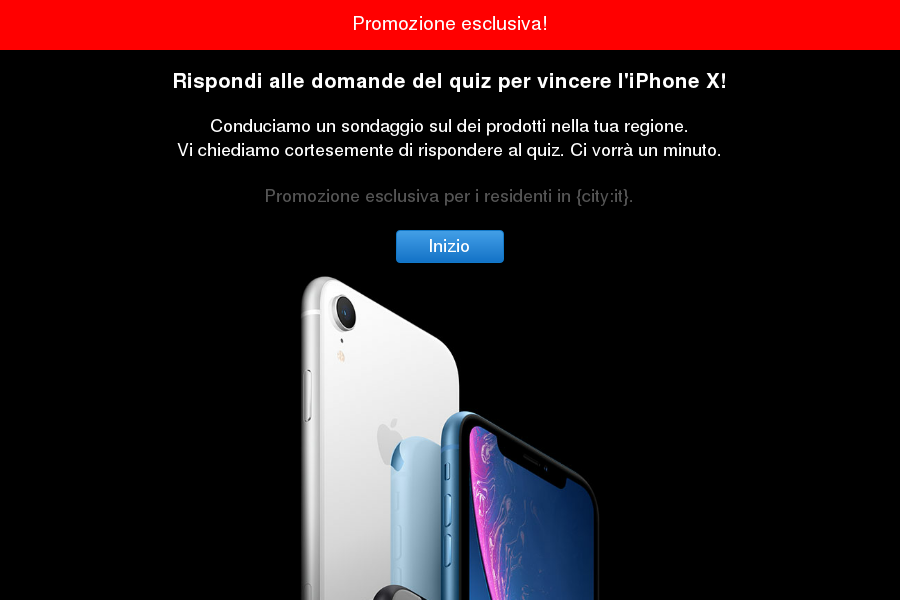 Promozione esclusiva!
Rispondi alle domande del quiz per vincere l'iPhone X!
Conduciamo un sondaggio sul dei prodotti nella tua regione.
Vi chiediamo cortesemente di rispondere al quiz. Ci vorrà un minuto.
Promozione esclusiva per i residenti in {city:it}.
Inizio